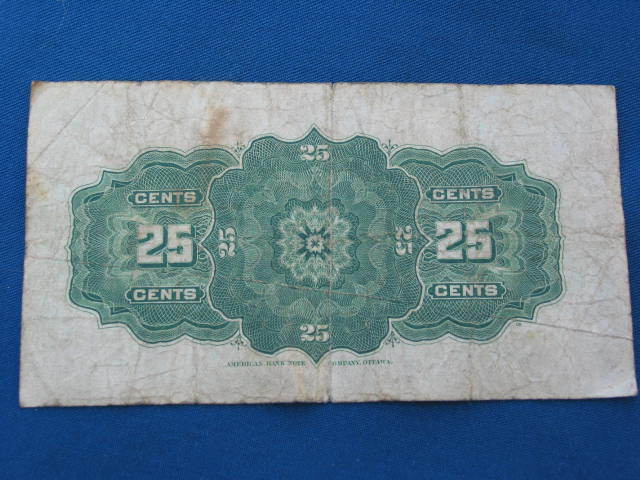 25
CENTS CENTS
25 25 25 25
CENTS CENTS
25
AMERICAN BANK NOTE COMPANY, OTTAWA.